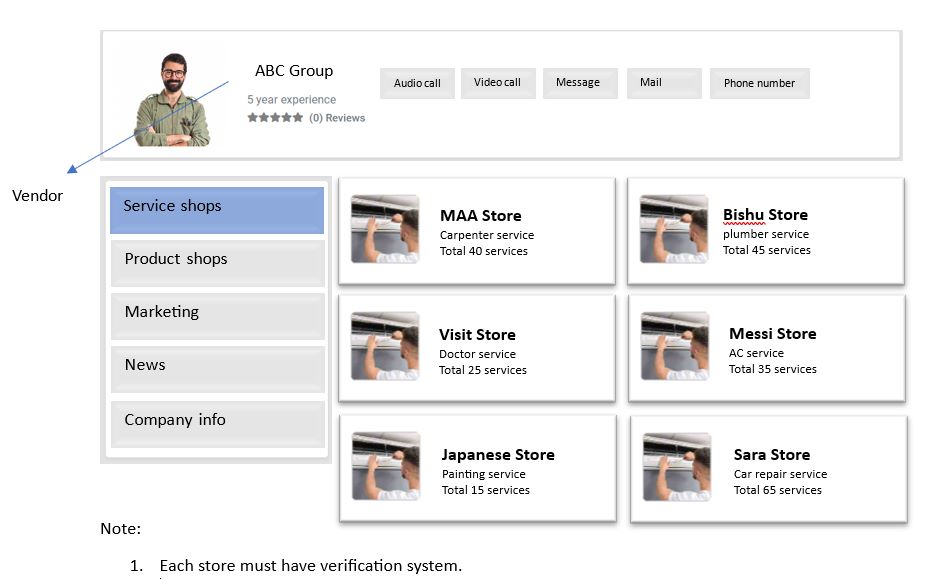 ABC Group
5 year experience
(0) Reviews
Audio call
Video call
Message
Mail
Phone number
Vendor
Service shops
Product shops
Marketing
News
Company info
MAA Store
Carpenter service
Total 40 services
Bishu Store
plumber service
Total 45 services
Visit Store
Doctor service
Total 25 services
Messi Store
AC service
Total 35 services
Japanese Store
Painting service
Total 15 services
Sara Store
Car repair service
Total 65 services
Note:
1. Each store must have verification system.